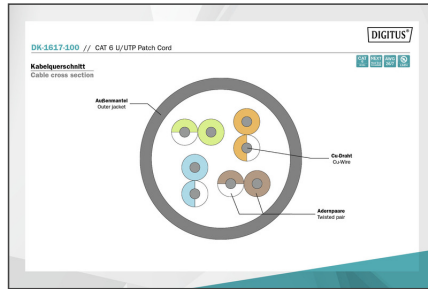 DIGITUS®
DK-1617-100 // CAT 6 U/UTP Patch Cord
Kabelquerschnitt
Cable cross section
Außenmantel
Outer jacket
Cu-Draht
Cu-Wire
Adernpaare
Twisted pair